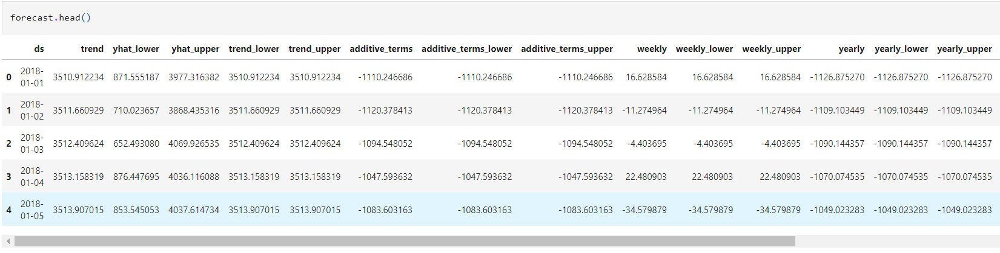 forecast.head()
ds trend yhat_lower yhat_upper trend_lower trend_upper additive_terms additive_terms_lower additive_terms_upper weekly weekly_lower weekly_upper yearly yearly_lower yearly_upper
0 2018-01-01 3510.912234 871.555187 3977.316382 3510.912234 3510.912234 -1110.246686 -1110.246686 -1110.246686 16.628584 16.628584 16.628584 -1126.875270 -1126.875270 -1126.875270
1 2018-01-02 3511.660929 710.023657 3868.435316 3511.660929 3511.660929 -1120.378413 -1120.378413 -1120.378413 -11.274964 -11.274964 -11.274964 -1109.103449 -1109.103449 -1109.103449
2 2018-01-03 3512.409624 652.493080 4069.926535 3512.409624 3512.409624 -1094.548052 -1094.548052 -1094.548052 -4.403695 -4.403695 -4.403695 -1090.144357 -1090.144357 -1090.144357
3 2018-01-04 3513.158319 876.447695 4036.116088 3513.158319 3513.158319 -1047.593632 -1047.593632 -1047.593632 22.480903 22.480903 22.480903 -1070.074535 -1070.074535 -1070.074535
4 2018-01-05 3513.907015 853.545053 4037.614734 3513.907015 3513.907015 -1083.603163 -1083.603163 -1083.603163 -34.579879 -34.579879 -34.579879 -1049.023283 -1049.023283 -1049.023283